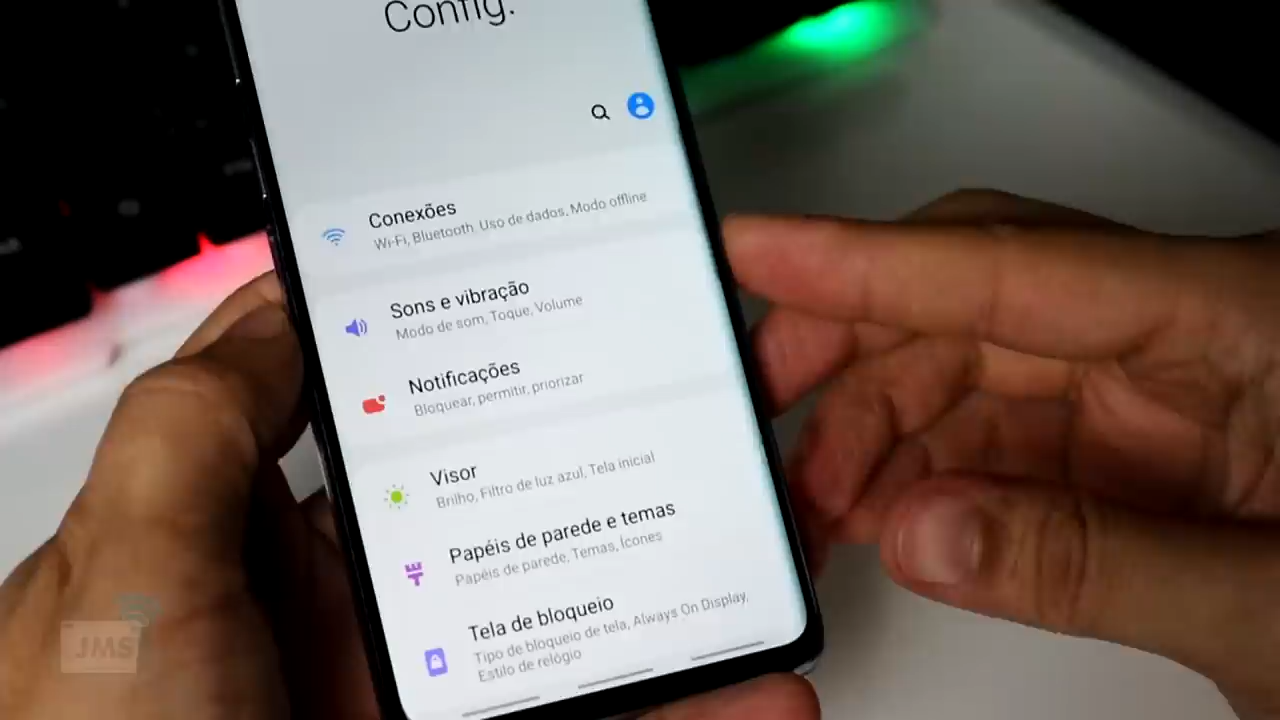 Config.
Conexões
Wi-Fi, Bluetooth, Uso de dados, Modo offline
Sons e vibração
Modo de som, Toque, Volume
Notificações
Bloquear, permitir, priorizar
Visor
Brilho, Filtro de luz azul, Tela inicial
Papéis de parede e temas
Papéis de parede, Temas, Ícones
Tela de bloqueio
Tipo de bloqueio de tela, Always On Display,
Estilo de relógio
JMS